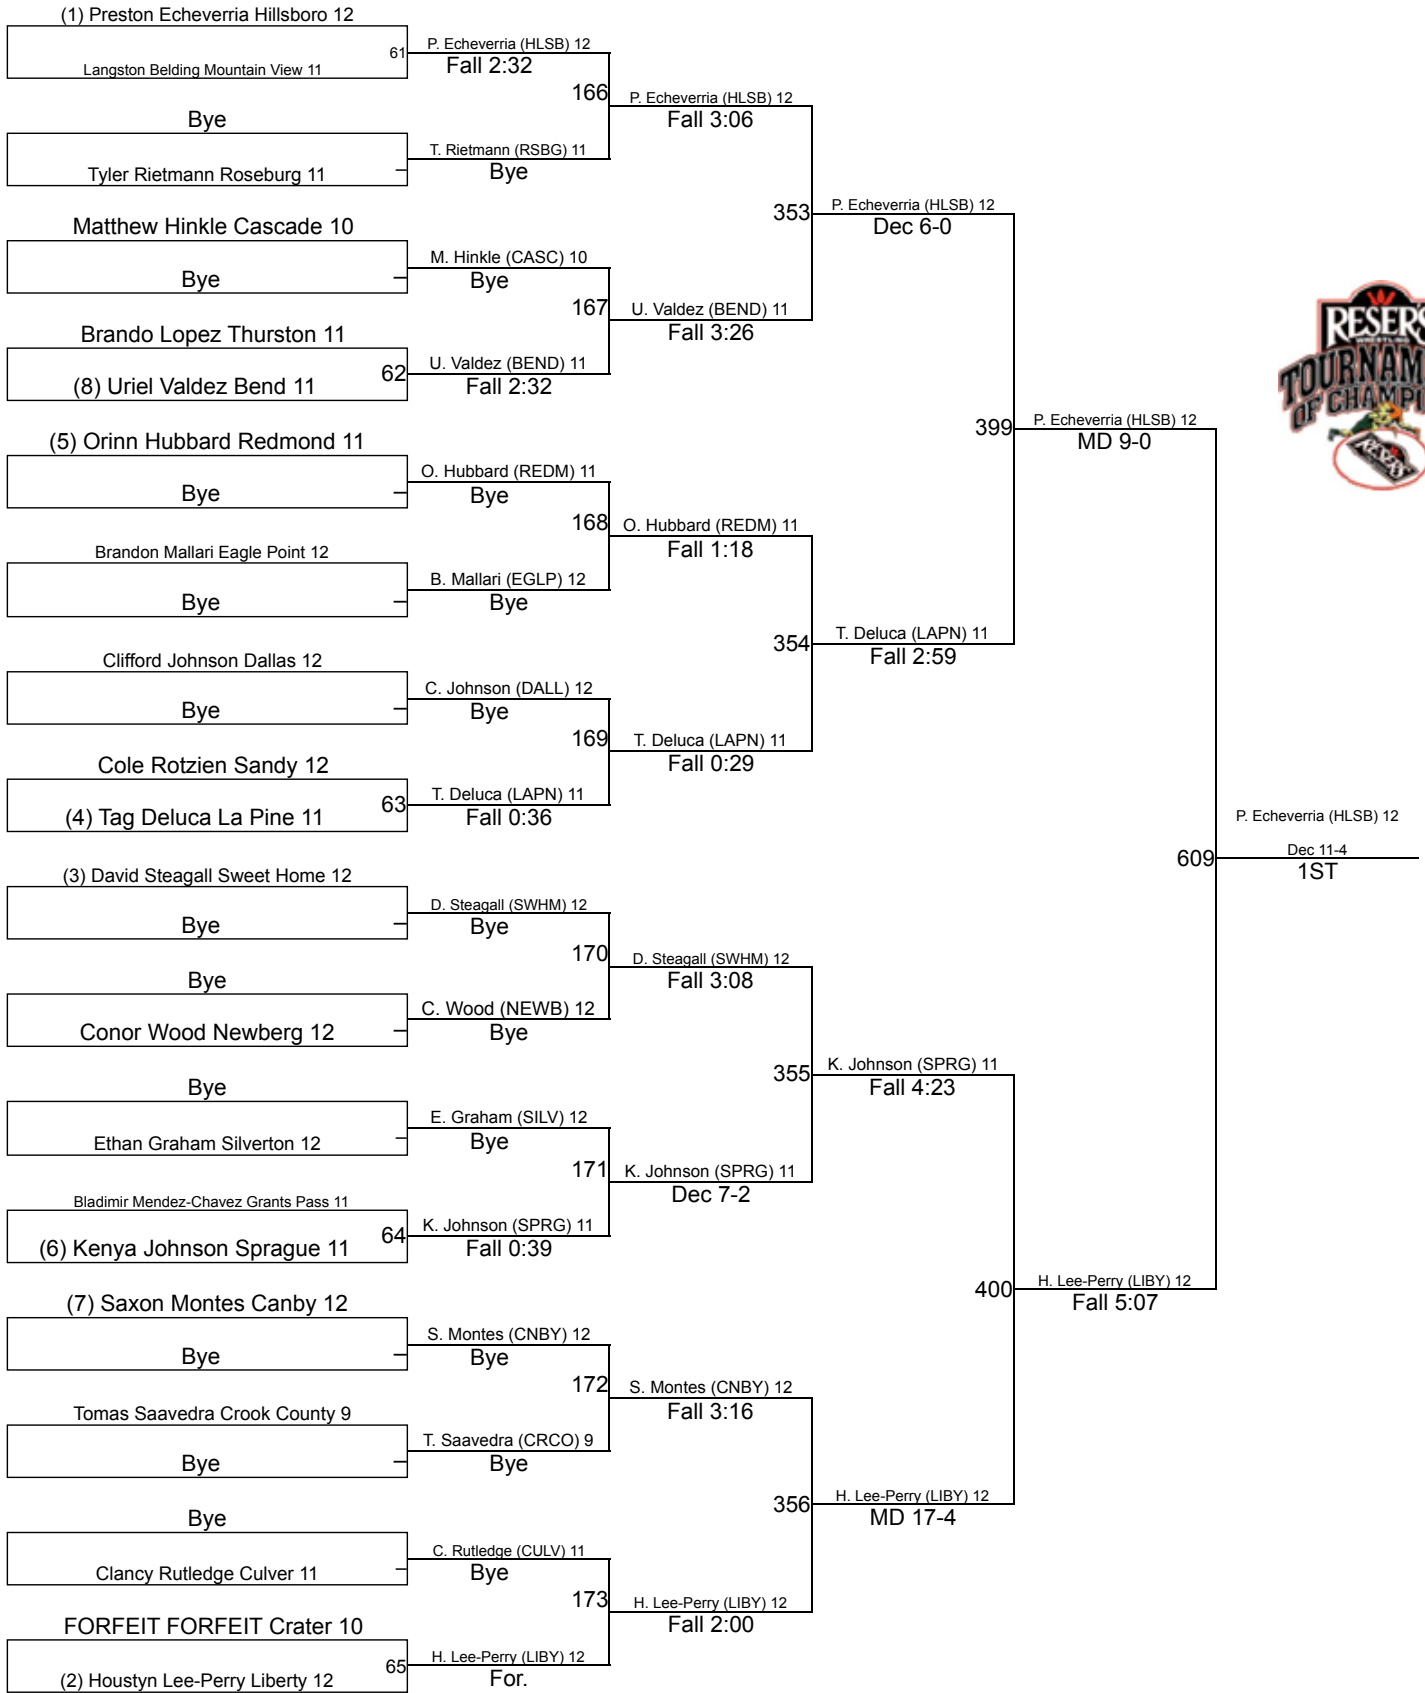 (1) Preston Echeverria Hillsboro 12
61
Langston Belding Mountain View 11
P. Echeverria (HLSB) 12
Fall 2:32
166
P. Echeverria (HLSB) 12
Fall 3:06
Bye
Tyler Rietmann Roseburg 11
T. Rietmann (RSBG) 11
Bye
353
P. Echeverria (HLSB) 12
Dec 6-0
Matthew Hinkle Cascade 10
Bye
M. Hinkle (CASC) 10
Bye
167
U. Valdez (BEND) 11
Fall 3:26
Brando Lopez Thurston 11
62
(8) Uriel Valdez Bend 11
U. Valdez (BEND) 11
Fall 2:32
399
P. Echeverria (HLSB) 12
MD 9-0
(5) Orinn Hubbard Redmond 11
Bye
O. Hubbard (REDM) 11
Bye
168
O. Hubbard (REDM) 11
Fall 1:18
Brandon Mallari Eagle Point 12
Bye
B. Mallari (EGLP) 12
Bye
354
T. Deluca (LAPN) 11
Fall 2:59
Clifford Johnson Dallas 12
Bye
C. Johnson (DALL) 12
Bye
169
T. Deluca (LAPN) 11
Fall 0:29
Cole Rotzien Sandy 12
63
(4) Tag Deluca La Pine 11
T. Deluca (LAPN) 11
Fall 0:36
609
P. Echeverria (HLSB) 12
Dec 11-4
1ST
(3) David Steagall Sweet Home 12
Bye
D. Steagall (SWHM) 12
Bye
170
D. Steagall (SWHM) 12
Fall 3:08
Bye
Conor Wood Newberg 12
C. Wood (NEWB) 12
Bye
355
K. Johnson (SPRG) 11
Fall 4:23
Bye
Ethan Graham Silverton 12
E. Graham (SILV) 12
Bye
171
K. Johnson (SPRG) 11
Dec 7-2
Bladimir Mendez-Chavez Grants Pass 11
64
(6) Kenya Johnson Sprague 11
K. Johnson (SPRG) 11
Fall 0:39
400
H. Lee-Perry (LIBY) 12
Fall 5:07
(7) Saxon Montes Canby 12
Bye
S. Montes (CNBY) 12
Bye
172
S. Montes (CNBY) 12
Fall 3:16
Tomas Saavedra Crook County 9
Bye
T. Saavedra (CRCO) 9
Bye
356
H. Lee-Perry (LIBY) 12
MD 17-4
Bye
Clancy Rutledge Culver 11
C. Rutledge (CULV) 11
Bye
173
H. Lee-Perry (LIBY) 12
Fall 2:00
FORFEIT FORFEIT Crater 10
65
(2) Houstyn Lee-Perry Liberty 12
H. Lee-Perry (LIBY) 12
For.
RESER'S
WRESTLING
TOURNAM
OF CHAMPI
RESER'S